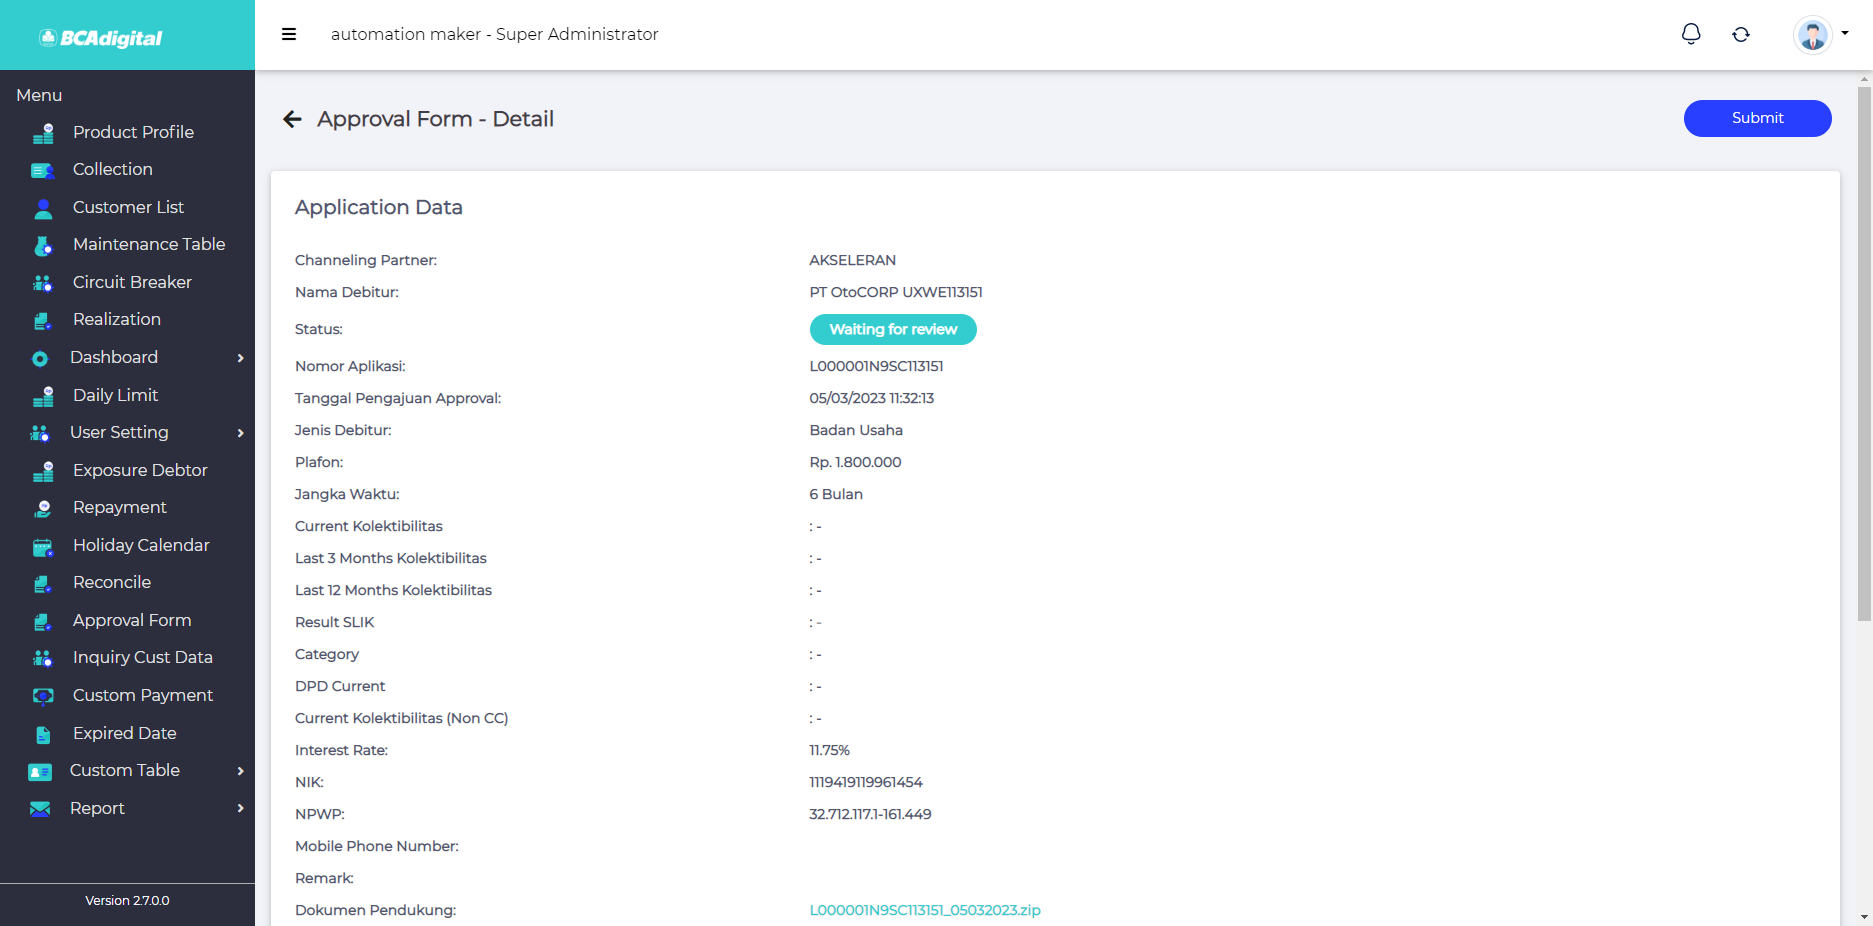 BCAdigital
automation maker - Super Administrator
Menu
Product Profile
Collection
Customer List
Maintenance Table
Circuit Breaker
Realization
Dashboard
Daily Limit
User Setting
Exposure Debtor
Repayment
Holiday Calendar
Reconcile
Approval Form
Inquiry Cust Data
Custom Payment
Expired Date
Custom Table
Report
Version 2.7.0.0
Approval Form - Detail
Submit
Application Data
Channeling Partner: AKSELERAN
Nama Debitur: PT OtoCORP UXWE113151
Status: Waiting for review
Nomor Aplikasi: L000001N9SC113151
Tanggal Pengajuan Approval: 05/03/2023 11:32:13
Jenis Debitur: Badan Usaha
Plafon: Rp. 1.800.000
Jangka Waktu: 6 Bulan
Current Kolektibilitas : -
Last 3 Months Kolektibilitas : -
Last 12 Months Kolektibilitas : -
Result SLIK : -
Category : -
DPD Current : -
Current Kolektibilitas (Non CC) : -
Interest Rate: 11.75%
NIK: 1119419119961454
NPWP: 32.712.117.1-161.449
Mobile Phone Number:
Remark:
Dokumen Pendukung: L000001N9SC113151_05032023.zip